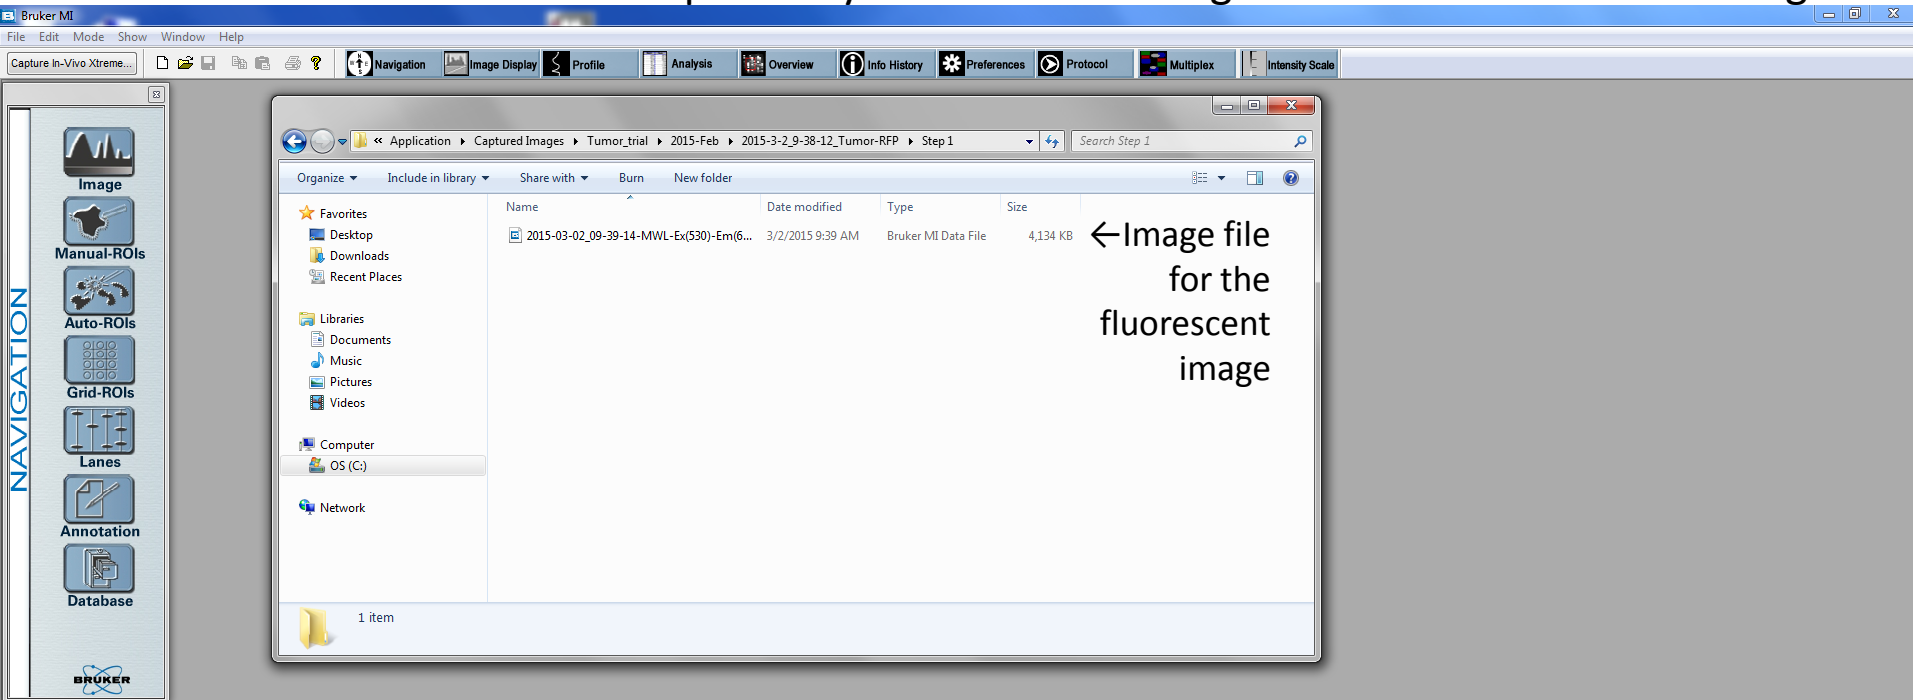 Bruker MI
File Edit Mode Show Window Help
Capture In-Vivo Xtreme... Navigation Image Display Profile Analysis Overview Info History Preferences Protocol Multiplex Intensity Scale
NAVIGATION
Image
Manual-ROIs
Auto-ROIs
Grid-ROIs
Lanes
Annotation
Database
BRUKER
« Application Captured Images Tumor_trial 2015-Feb 2015-3-2_9-38-12_Tumor-RFP Step 1 Search Step 1
Organize Include in library Share with Burn New folder
Favorites
Desktop
Downloads
Recent Places
Libraries
Documents
Music
Pictures
Videos
Computer
OS (C:)
Network
Name Date modified Type Size
2015-03-02_09-39-14-MWL-Ex(530)-Em(6... 3/2/2015 9:39 AM Bruker MI Data File 4,134 KB
←Image file
for the
fluorescent
image
1 item